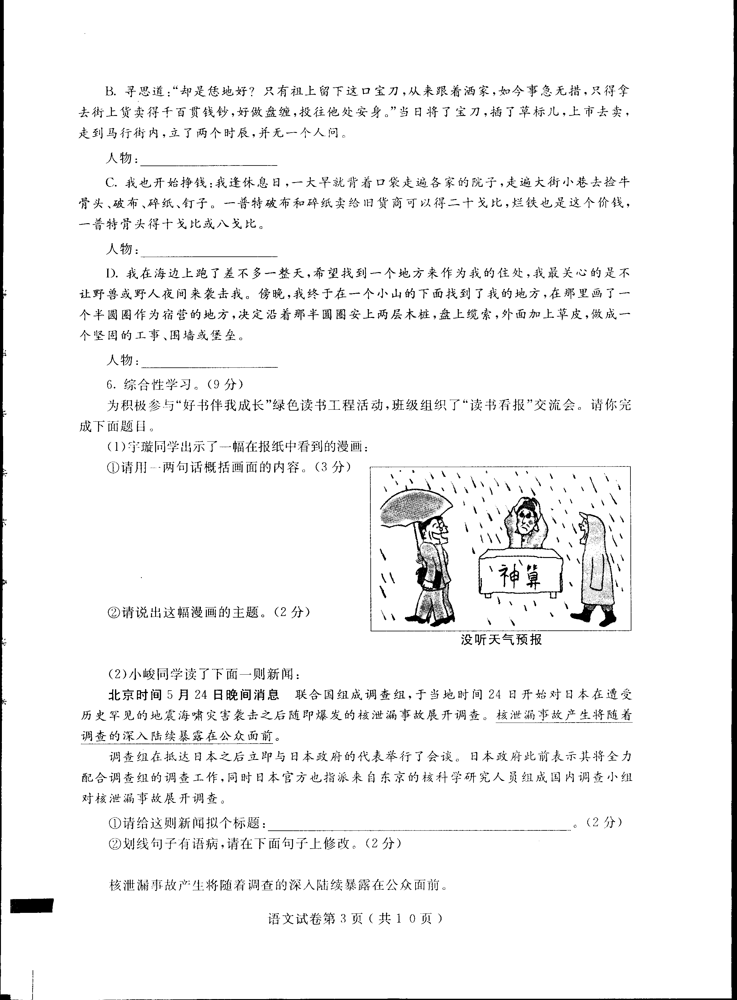 B. 寻思道:“却是恁地好? 只有祖上留下这口宝刀,从来跟着洒家,如今事急无措,只得拿
去街上货卖得千百贯钱钞,好做盘缠,投往他处安身。”当日将了宝刀,插了草标儿,上市去卖,
走到马行街内,立了两个时辰,并无一个人问。
人物:
C. 我也开始挣钱:我逢休息日,一大早就背着口袋走遍各家的院子,走遍大街小巷去捡牛
骨头、破布、碎纸、钉子。一普特破布和碎纸卖给旧货商可以得二十戈比,烂铁也是这个价钱,
一普特骨头得十戈比或八戈比。
人物:
D. 我在海边上跑了差不多一整天,希望找到一个地方来作为我的住处,我最关心的是不
让野兽或野人夜间来袭击我。傍晚,我终于在一个小山的下面找到了我的地方,在那里画了一
个半圆圈作为宿营的地方,决定沿着那半圆圈安上两层木桩,盘上缆索,外面加上草皮,做成一
个坚固的工事、围墙或堡垒。
人物:
6. 综合性学习。(9 分)
为积极参与“好书伴我成长”绿色读书工程活动,班级组织了“读书看报”交流会。请你完
成下面题目。
(1)宇璇同学出示了一幅在报纸中看到的漫画:
①请用一两句话概括画面的内容。(3 分)
神算
②请说出这幅漫画的主题。(2 分)
没听天气预报
(2)小峻同学读了下面一则新闻:
北京时间 5 月 24 日晚间消息 联合国组成调查组,于当地时间 24 日开始对日本在遭受
历史罕见的地震海啸灾害袭击之后随即爆发的核泄漏事故展开调查。核泄漏事故产生将随着
调查的深入陆续暴露在公众面前。
调查组在抵达日本之后立即与日本政府的代表举行了会谈。日本政府此前表示其将全力
配合调查组的调查工作,同时日本官方也指派来自东京的核科学研究人员组成国内调查小组
对核泄漏事故展开调查。
①请给这则新闻拟个标题: 。(2 分)
②划线句子有语病,请在下面句子上修改。(2 分)
核泄漏事故产生将随着调查的深入陆续暴露在公众面前。
语文试卷第 3 页(共 1 0 页)